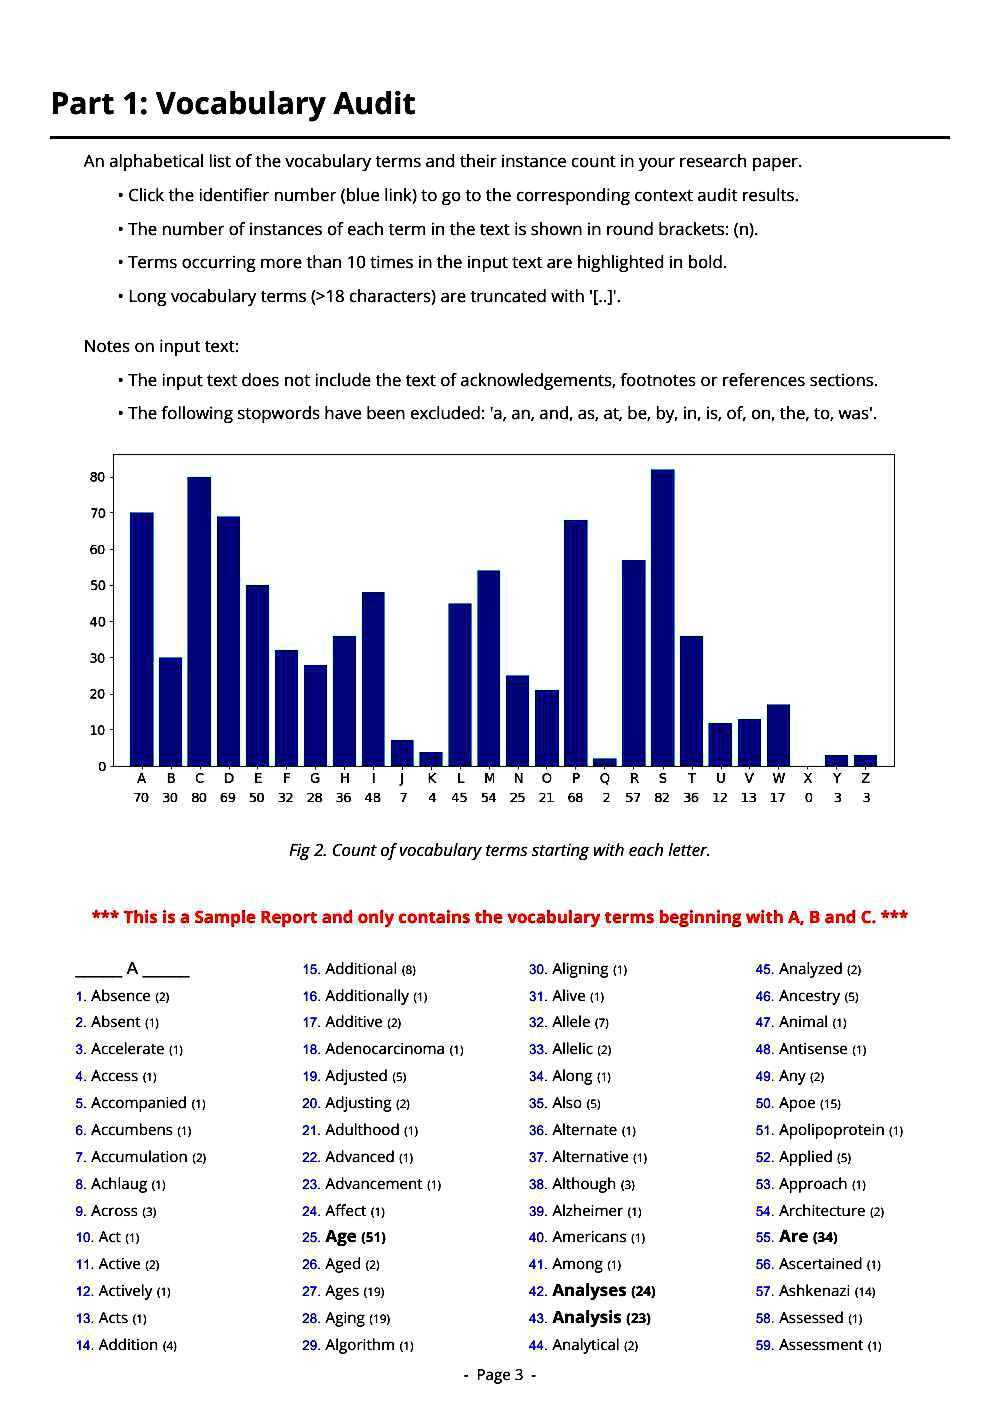 Part 1: Vocabulary Audit
An alphabetical list of the vocabulary terms and their instance count in your research paper.
• Click the identifier number (blue link) to go to the corresponding context audit results.
• The number of instances of each term in the text is shown in round brackets: (n).
• Terms occurring more than 10 times in the input text are highlighted in bold.
• Long vocabulary terms (>18 characters) are truncated with '[..]'.
Notes on input text:
• The input text does not include the text of acknowledgements, footnotes or references sections.
• The following stopwords have been excluded: 'a, an, and, as, at, be, by, in, is, of, on, the, to, was'.
80
70
60
50
40
30
20
10
0
A B C D E F G H I J K L M N O P Q R S T U V W X Y Z
70 30 80 69 50 32 28 36 48 7 4 45 54 25 21 68 2 57 82 36 12 13 17 0 3 3
Fig 2. Count of vocabulary terms starting with each letter.
*** This is a Sample Report and only contains the vocabulary terms beginning with A, B and C. ***
______ A ______
1. Absence (2)
2. Absent (1)
3. Accelerate (1)
4. Access (1)
5. Accompanied (1)
6. Accumbens (1)
7. Accumulation (2)
8. Achlaug (1)
9. Across (3)
10. Act (1)
11. Active (2)
12. Actively (1)
13. Acts (1)
14. Addition (4)
15. Additional (8)
16. Additionally (1)
17. Additive (2)
18. Adenocarcinoma (1)
19. Adjusted (5)
20. Adjusting (2)
21. Adulthood (1)
22. Advanced (1)
23. Advancement (1)
24. Affect (1)
25. Age (51)
26. Aged (2)
27. Ages (19)
28. Aging (19)
29. Algorithm (1)
30. Aligning (1)
31. Alive (1)
32. Allele (7)
33. Allelic (2)
34. Along (1)
35. Also (5)
36. Alternate (1)
37. Alternative (1)
38. Although (3)
39. Alzheimer (1)
40. Americans (1)
41. Among (1)
42. Analyses (24)
43. Analysis (23)
44. Analytical (2)
45. Analyzed (2)
46. Ancestry (5)
47. Animal (1)
48. Antisense (1)
49. Any (2)
50. Apoe (15)
51. Apolipoprotein (1)
52. Applied (5)
53. Approach (1)
54. Architecture (2)
55. Are (34)
56. Ascertained (1)
57. Ashkenazi (14)
58. Assessed (1)
59. Assessment (1)
- Page 3 -